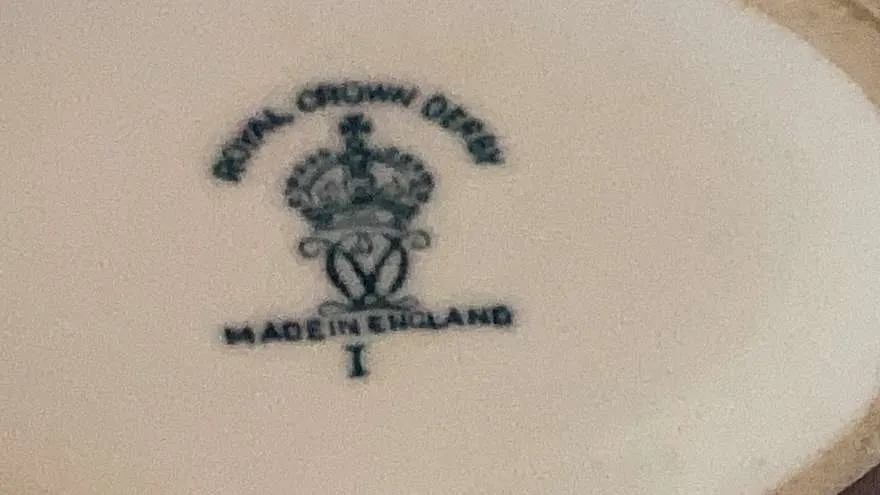 ROYAL CROWN DERBY
MADE IN ENGLAND
I